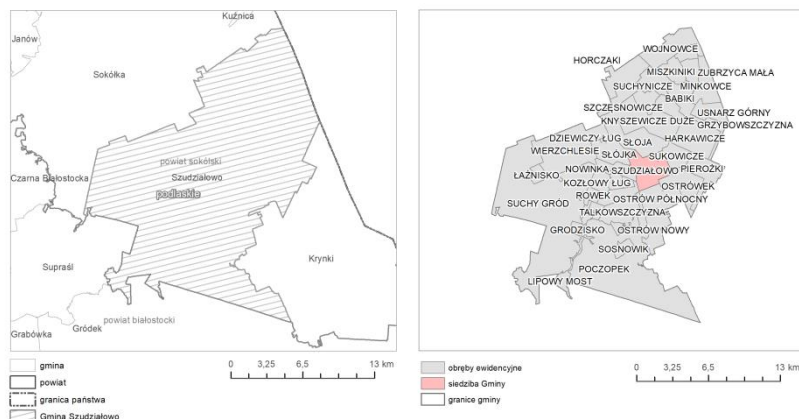 Kuźnica
Janów
Sokółka
powiat sokólski
Szudziałowo
podlaskie
Czarna Białostocka
Supraśl
Krynki
powiat białostocki
Gródek
Grabówka
gmina
powiat
granica państwa
Gmina Szudziałowo
0 3,25 6,5 13 km
WOJNOWCE
HORCZAKI
MISZKINIKI ZUBRZYCA MAŁA
SUCHYNICZE MINKOWCE
BABIKI
SZCZĘSNOWICZE
USNARZ GÓRNY
KNYSZEWICZE DUŻE
GRZYBOWSZCZYZNA
DZIEWICZY ŁUG
SŁOJA
HARKAWICZE
WIERZCHLESIE
SŁÓJKA
SUKOWICZE
ŁAŹNISKO
NOWINKA
SZUDZIAŁOWO
PIEROŻKI
KOZŁOWY ŁUG
OSTRÓWEK
ROWEK
OSTRÓW PÓŁNOCNY
SUCHY GRÓD
TALKOWSZCZYZNA
GRODZISKO
OSTRÓW NOWY
SOSNOWIK
POCZOPEK
LIPOWY MOST
obręby ewidencyjne
siedziba Gminy
granice gminy
0 3,25 6,5 13 km